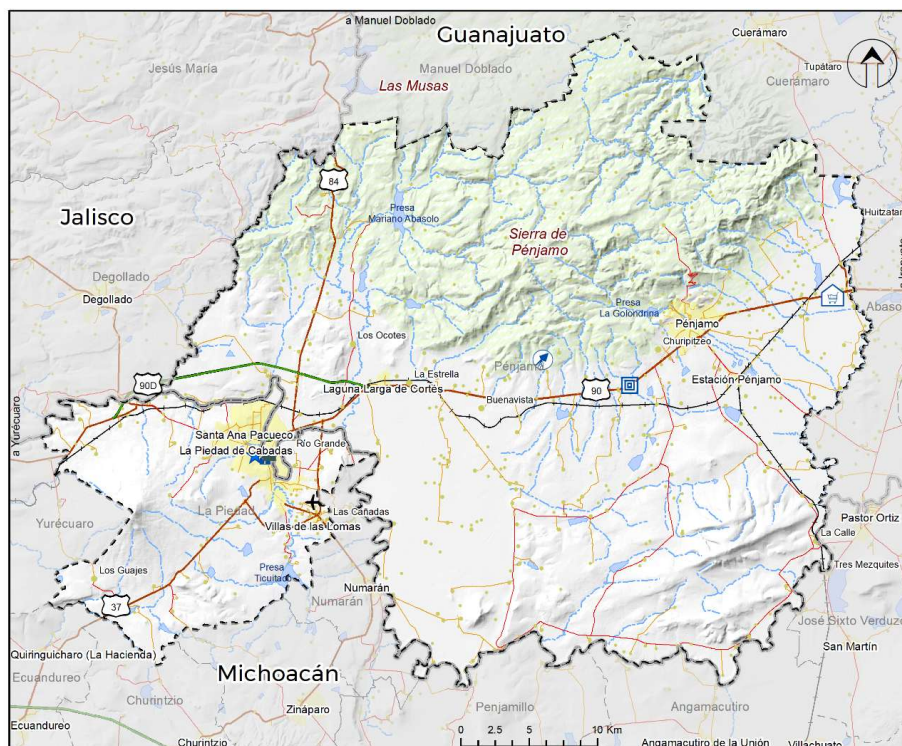 a Manuel Doblado
Guanajuato
Cuerámaro
Jesús María
Manuel Doblado
Tupátaro
Las Musas
Cuerámaro
84
Jalisco
Presa
Mariano Abasolo
Huitzatar
Sierra de
Pénjamo
Degollado
Degollado
Presa
La Golondrina
Abaso
Pénjamo
Churipitzeo
Los Ocotes
La Estrella
Pénjamo
90D
Laguna Larga de Cortés
90
Estación Pénjamo
Buenavista
a Yurécuaro
Santa Ana Pacueco
Río Grande
La Piedad de Cabadas
La Piedad
Las Cañadas
Villas de las Lomas
Yurécuaro
Pastor Ortiz
La Calle
Los Guajes
Presa
Ticuitaco
Tres Mezquites
Numarán
Numarán
37
José Sixto Verduzco
Quiringuicharo (La Hacienda)
San Martín
Michoacán
Ecuandureo
Churintzio
Zináparo
Penjamillo
Angamacutiro
Ecuandureo
0 2.5 5 10 Km
Churintzio
Angamacutiro de la Unión
Villachuato